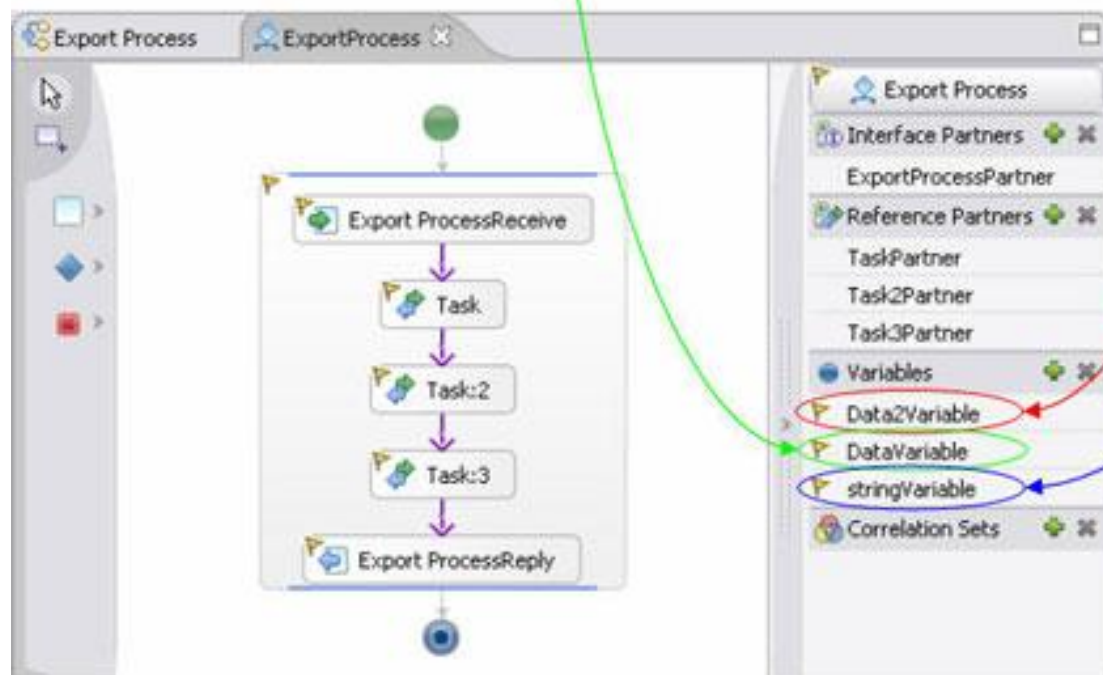 Export Process
ExportProcess
Export ProcessReceive
Task
Task:2
Task:3
Export ProcessReply
Export Process
Interface Partners
ExportProcessPartner
Reference Partners
TaskPartner
Task2Partner
Task3Partner
Variables
Data2Variable
DataVariable
stringVariable
Correlation Sets